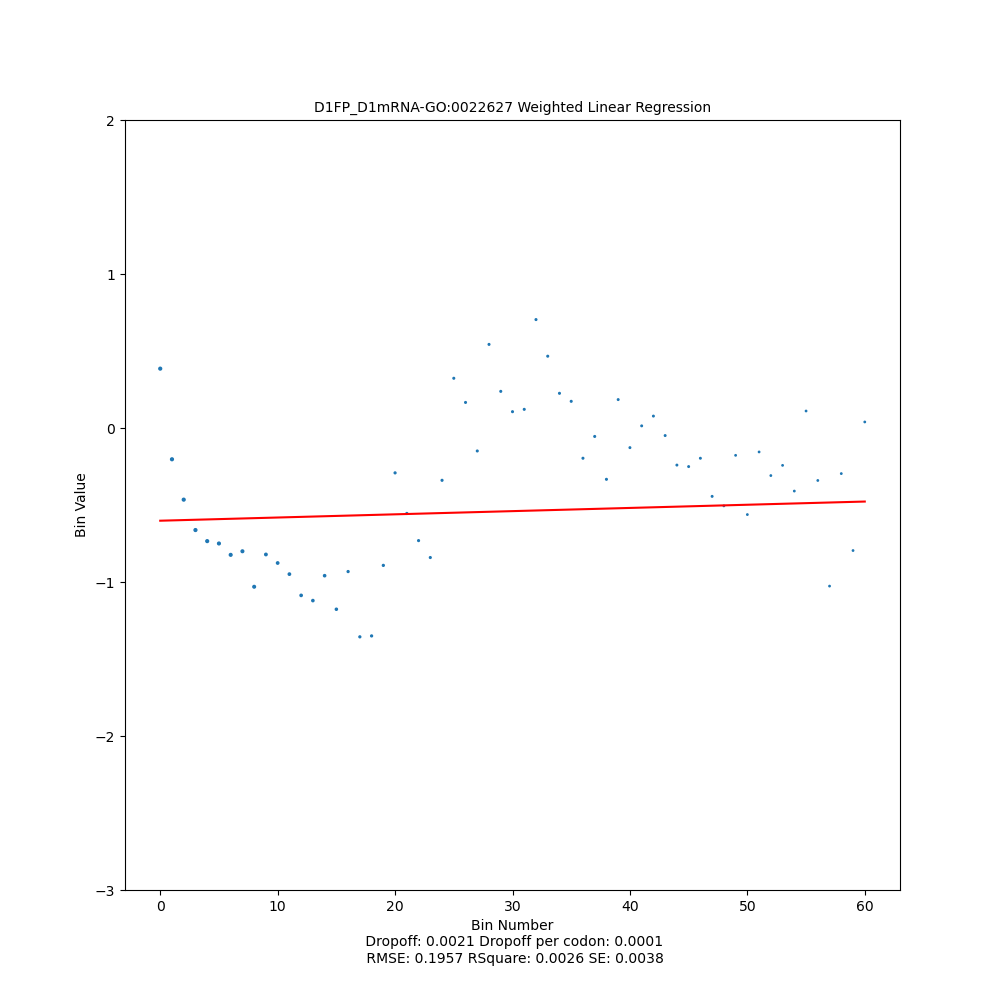 D1FP_D1mRNA-GO:0022627 Weighted Linear Regression
2
1
0
−1
−2
−3
Bin Value
0 10 20 30 40 50 60
Bin Number
Dropoff: 0.0021 Dropoff per codon: 0.0001
RMSE: 0.1957 RSquare: 0.0026 SE: 0.0038